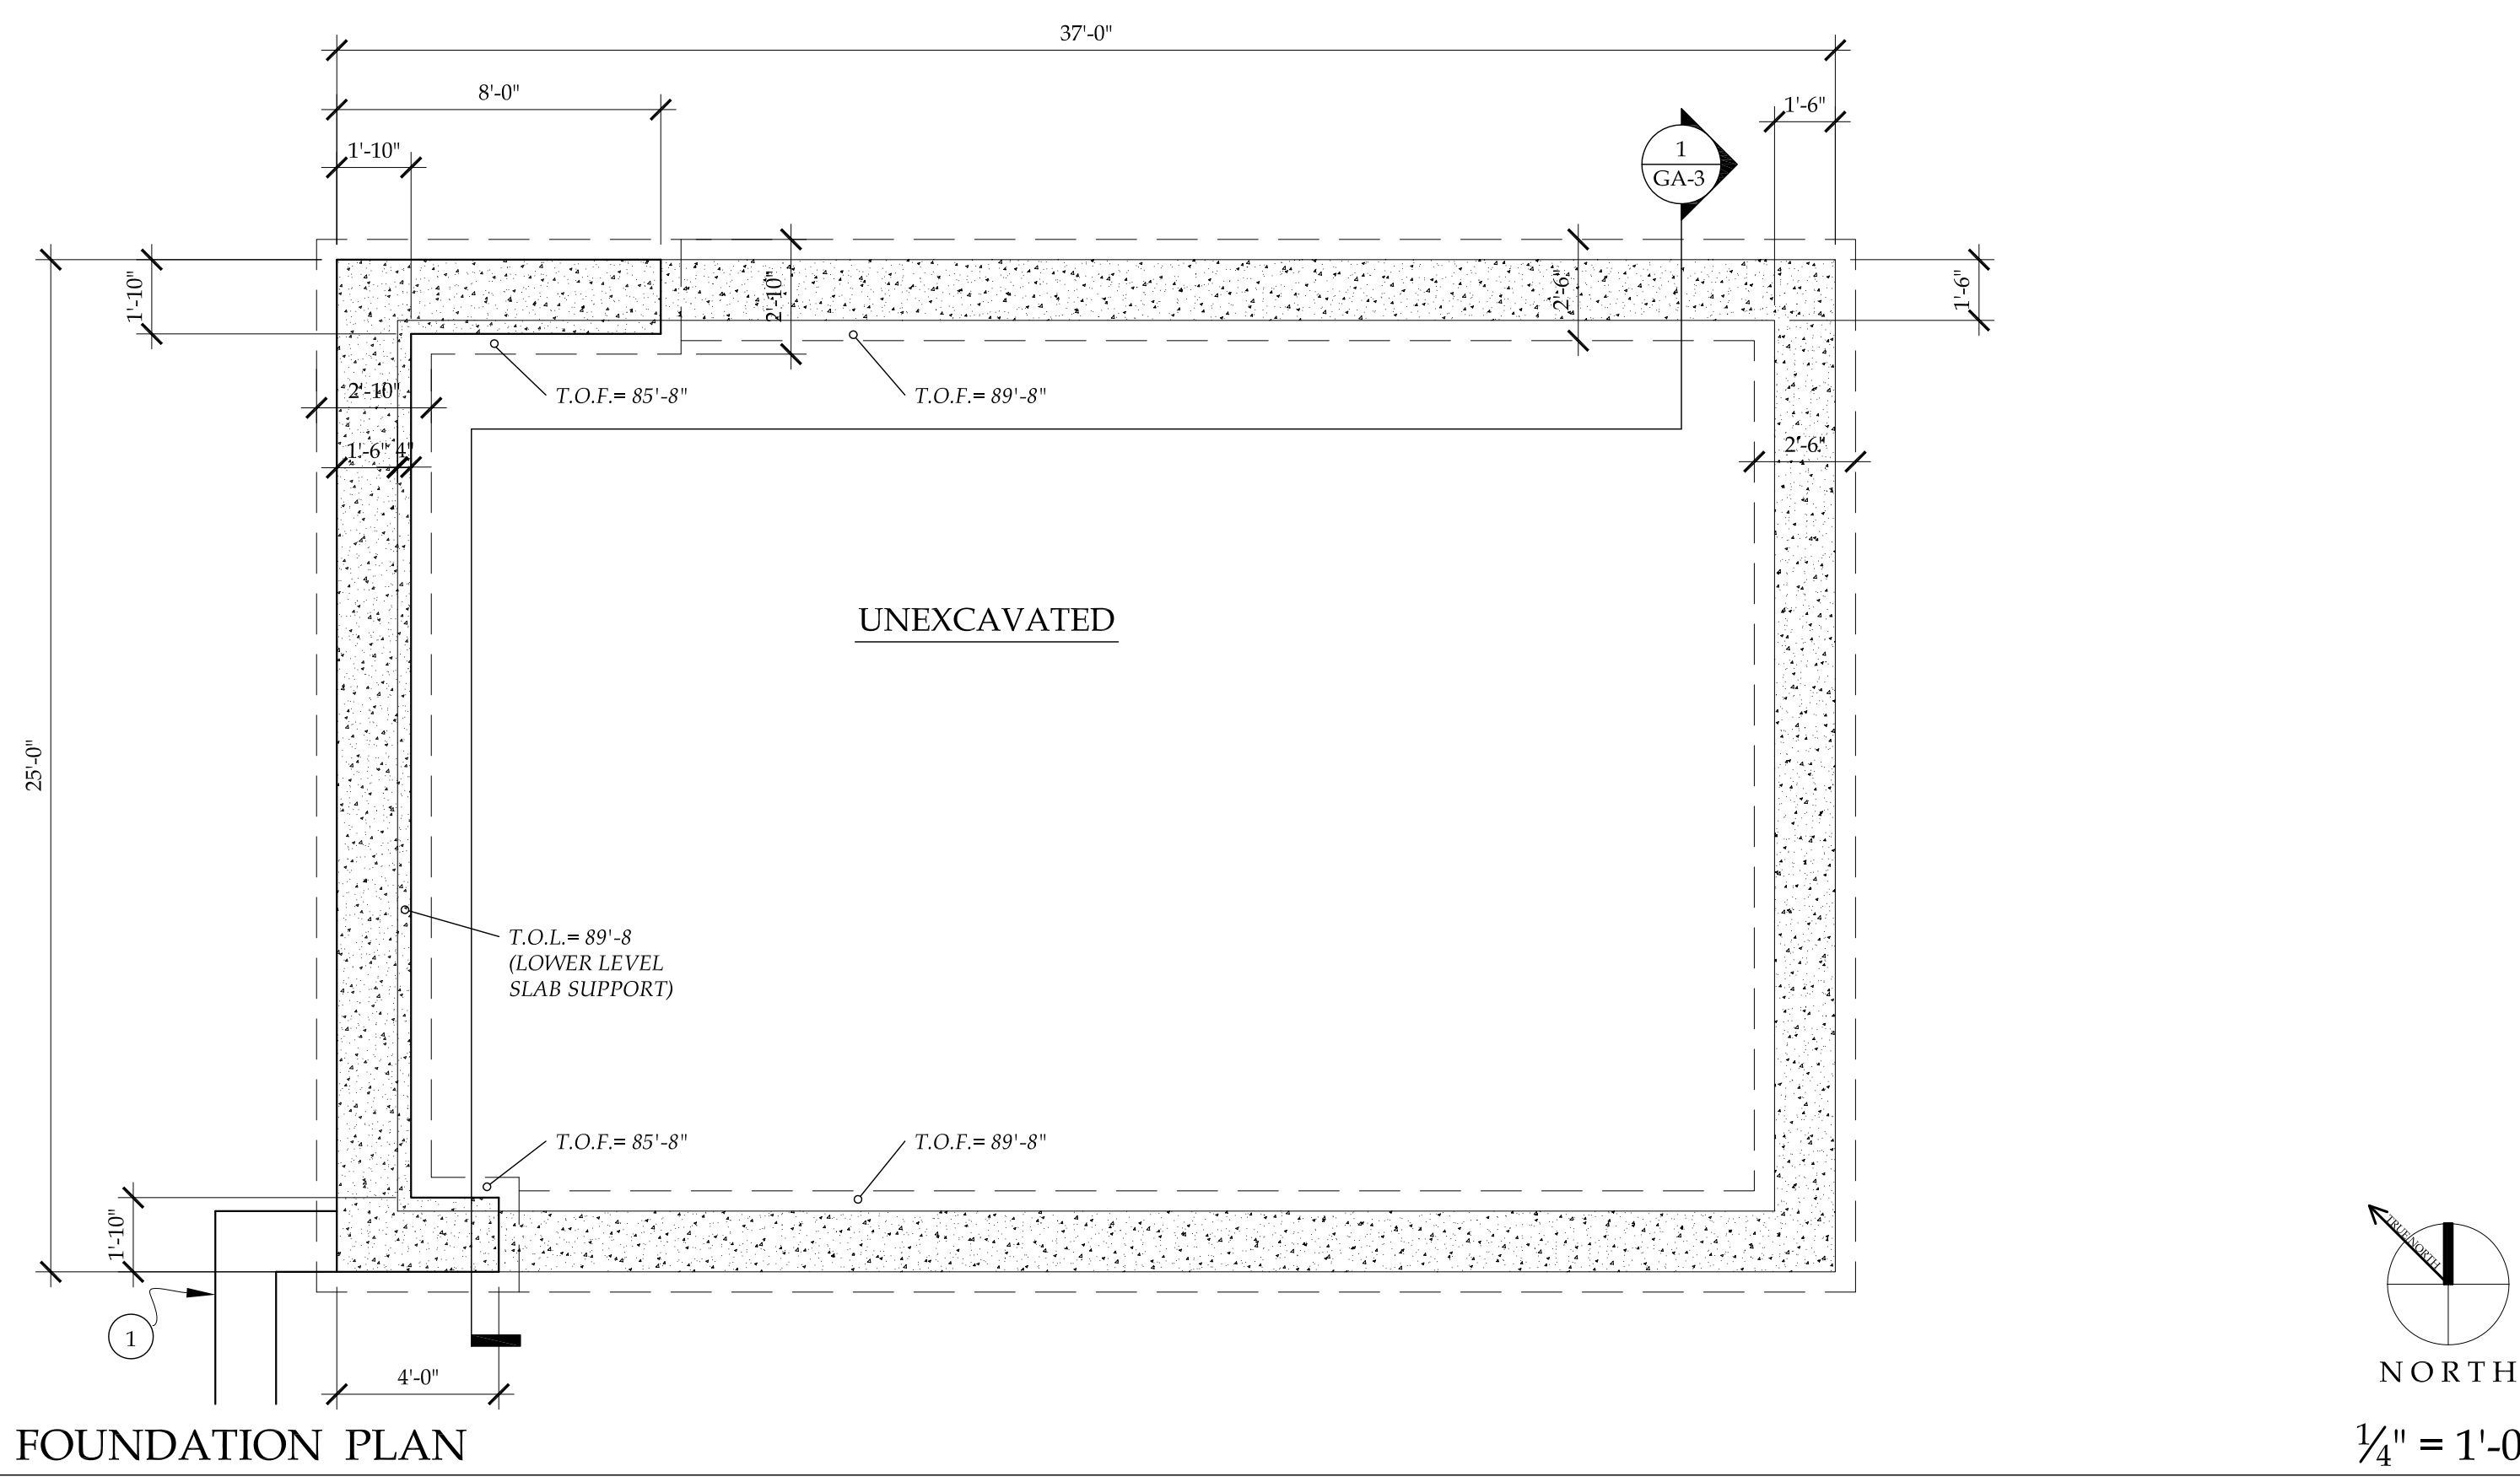 37'-0"
8'-0"
1'-6"
1'-10"
1
GA-3
1'-10"
2'-10"
2'-6"
1'-6"
2'-10"
T.O.F.= 85'-8"
T.O.F.= 89'-8"
1'-6" 4"
2'-6"
UNEXCAVATED
25'-0"
T.O.L.= 89'-8
(LOWER LEVEL
SLAB SUPPORT)
T.O.F.= 85'-8"
T.O.F.= 89'-8"
1'-10"
TRUE NORTH
1
4'-0"
NORTH
FOUNDATION PLAN
1/4" = 1'-0